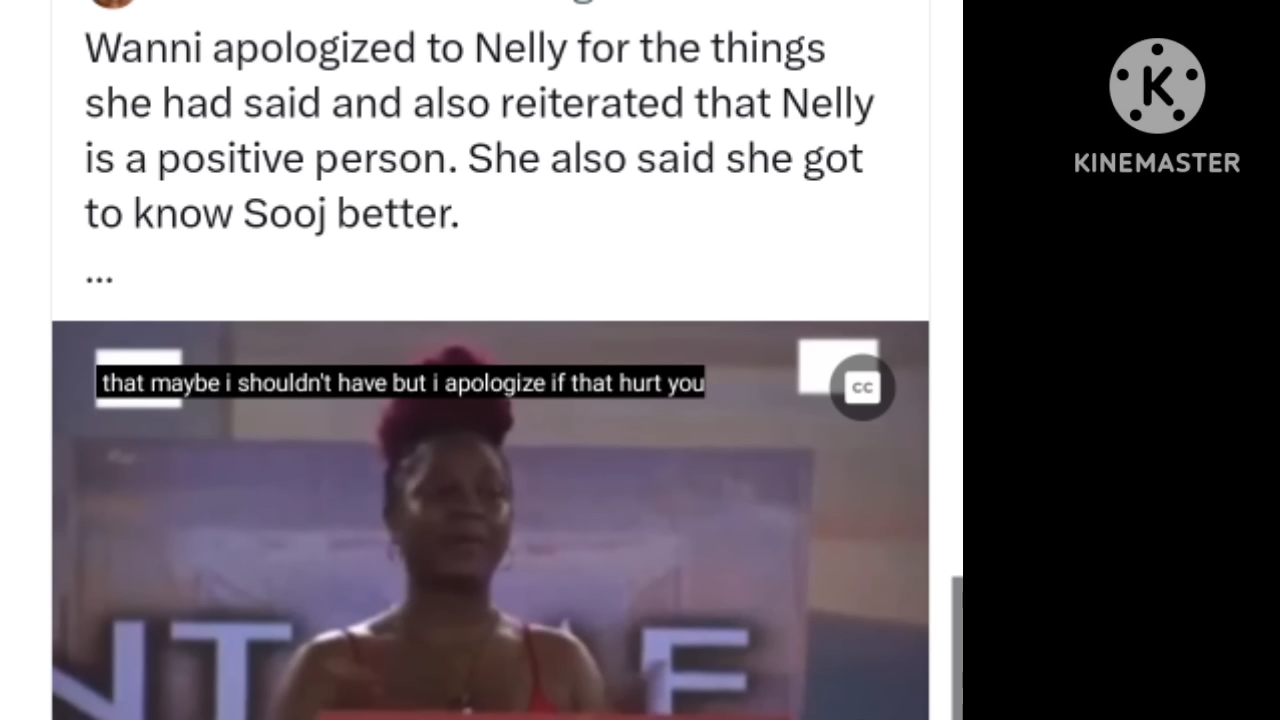 Wanni apologized to Nelly for the things
she had said and also reiterated that Nelly
is a positive person. She also said she got
to know Sooj better.
...
K
KINEMASTER
that maybe i shouldn't have but i apologize if that hurt you
CC
NT E